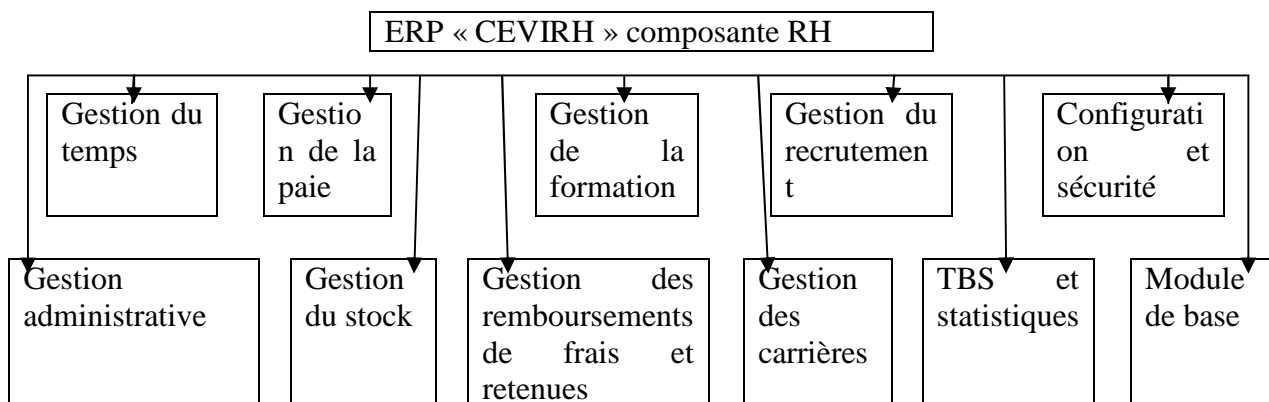 ERP « CEVIRH » composante RH
Gestion du
temps
Gestio
n de la
paie
Gestion
de la
formation
Gestion du
recrutemen
t
Configurati
on et
sécurité
Gestion
administrative
Gestion
du stock
Gestion des
remboursements
de frais et
retenues
Gestion
des
carrières
TBS et
statistiques
Module
de base